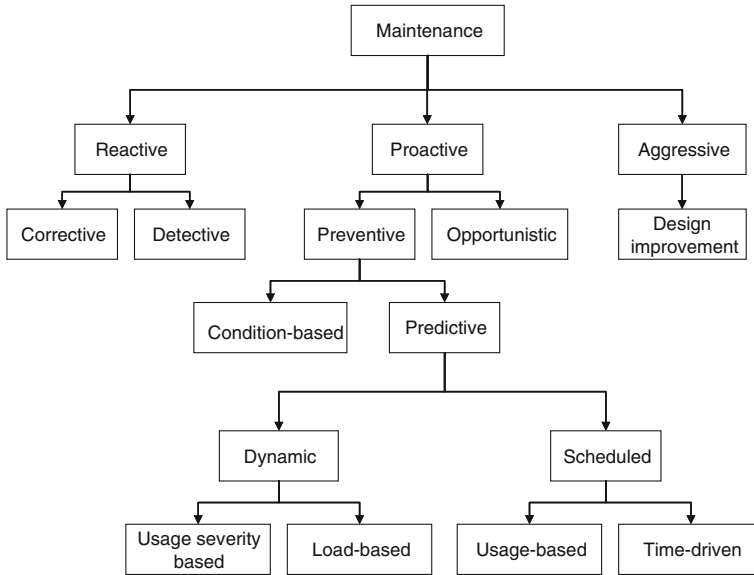 Maintenance
Reactive
Proactive
Aggressive
Corrective
Detective
Preventive
Opportunistic
Design
improvement
Condition-based
Predictive
Dynamic
Scheduled
Usage severity
based
Load-based
Usage-based
Time-driven